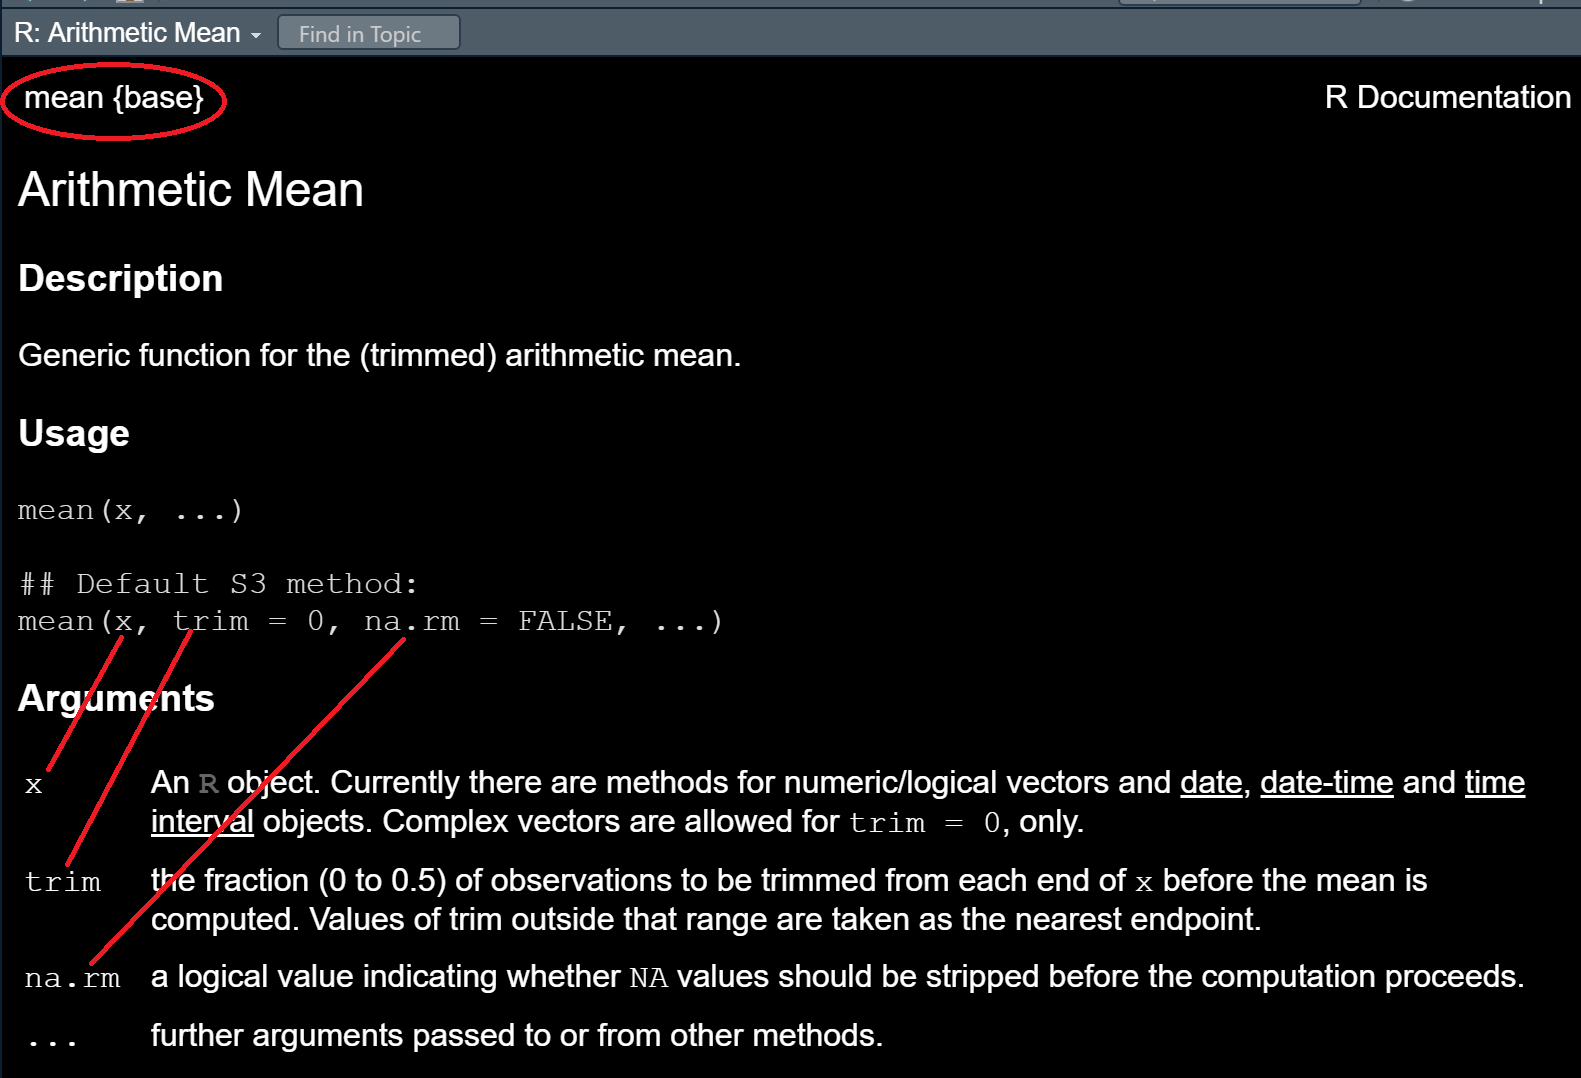 R: Arithmetic Mean
Find in Topic
mean {base}
R Documentation
Arithmetic Mean
Description
Generic function for the (trimmed) arithmetic mean.
Usage
mean(x, ...)
## Default S3 method:
mean(x, trim = 0, na.rm = FALSE, ...)
Arguments
x An R object. Currently there are methods for numeric/logical vectors and date, date-time and time
interval objects. Complex vectors are allowed for trim = 0, only.
trim the fraction (0 to 0.5) of observations to be trimmed from each end of x before the mean is
computed. Values of trim outside that range are taken as the nearest endpoint.
na.rm a logical value indicating whether NA values should be stripped before the computation proceeds.
... further arguments passed to or from other methods.